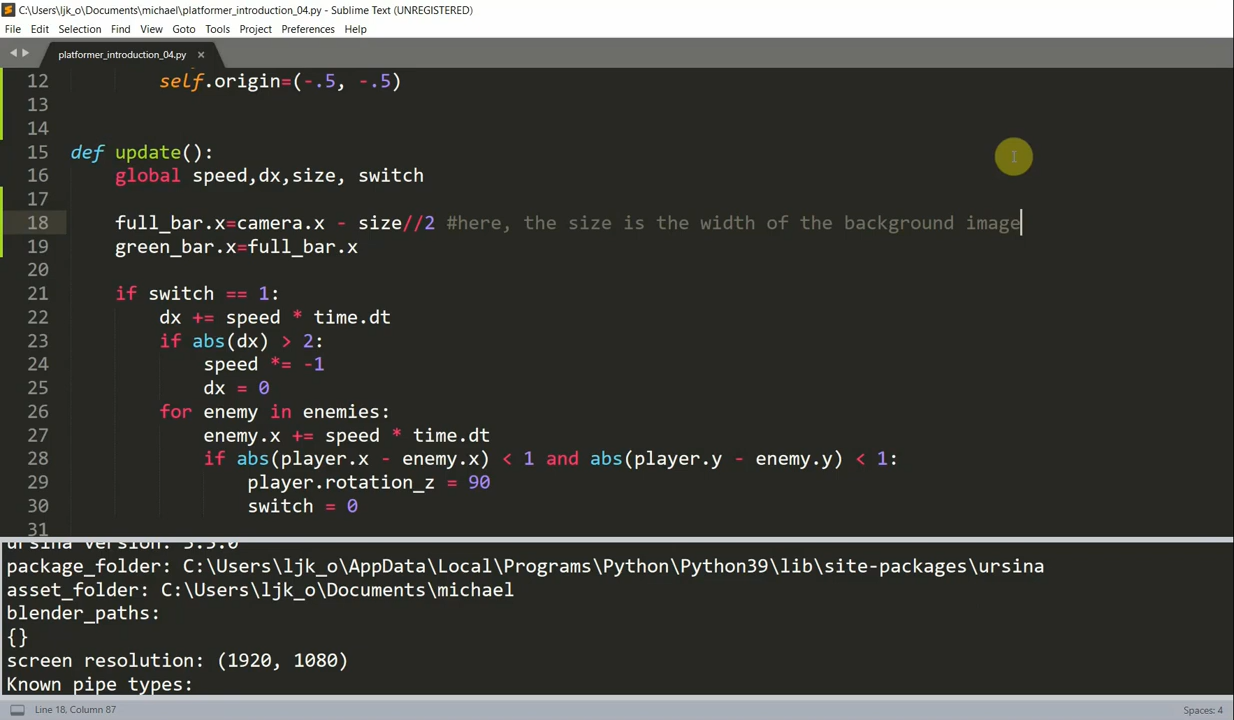 C:\Users\ljk_o\Documents\michael\platformer_introduction_04.py - Sublime Text (UNREGISTERED)
File Edit Selection Find View Goto Tools Project Preferences Help
platformer_introduction_04.py ×
12 self.origin=(-.5, -.5)
13
14
15 def update():
16 global speed,dx,size, switch
17
18 full_bar.x=camera.x - size//2 #here, the size is the width of the background image
19 green_bar.x=full_bar.x
20
21 if switch == 1:
22 dx += speed * time.dt
23 if abs(dx) > 2:
24 speed *= -1
25 dx = 0
26 for enemy in enemies:
27 enemy.x += speed * time.dt
28 if abs(player.x - enemy.x) < 1 and abs(player.y - enemy.y) < 1:
29 player.rotation_z = 90
30 switch = 0
31
ursina version: 3.5.0
package_folder: C:\Users\ljk_o\AppData\Local\Programs\Python\Python39\lib\site-packages\ursina
asset_folder: C:\Users\ljk_o\Documents\michael
blender_paths:
{}
screen resolution: (1920, 1080)
Known pipe types:
Line 18, Column 87 Spaces: 4